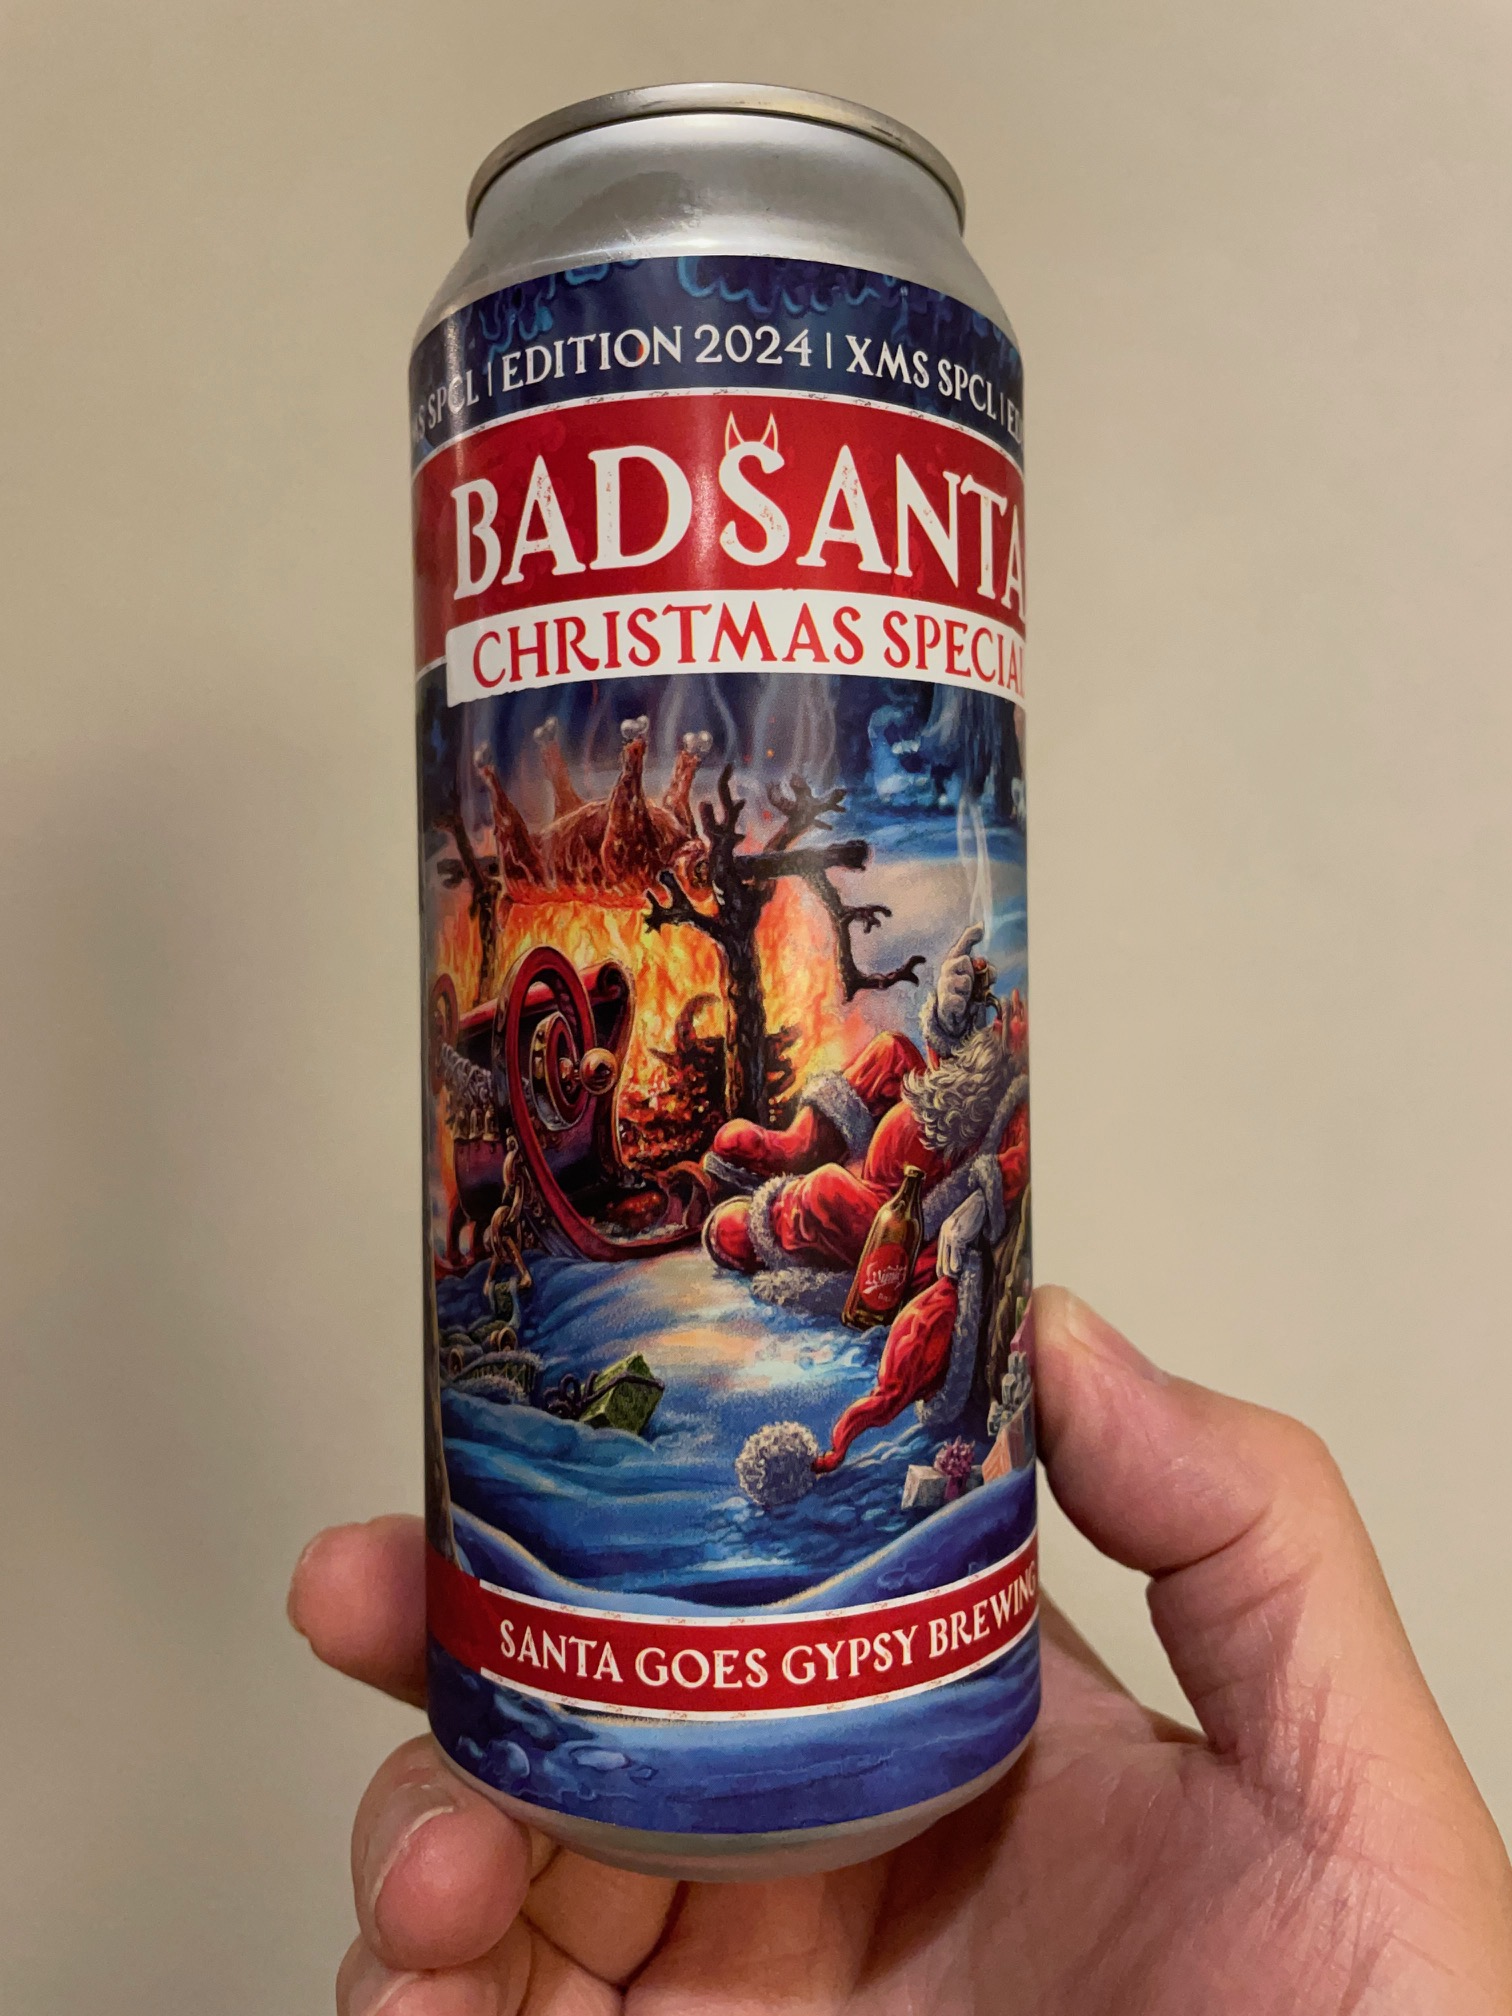 SPCL | EDITION 2024 | XMS SPCL |
BADSANTA
CHRISTMAS SPECIAL
SANTA GOES GYPSY BREWING